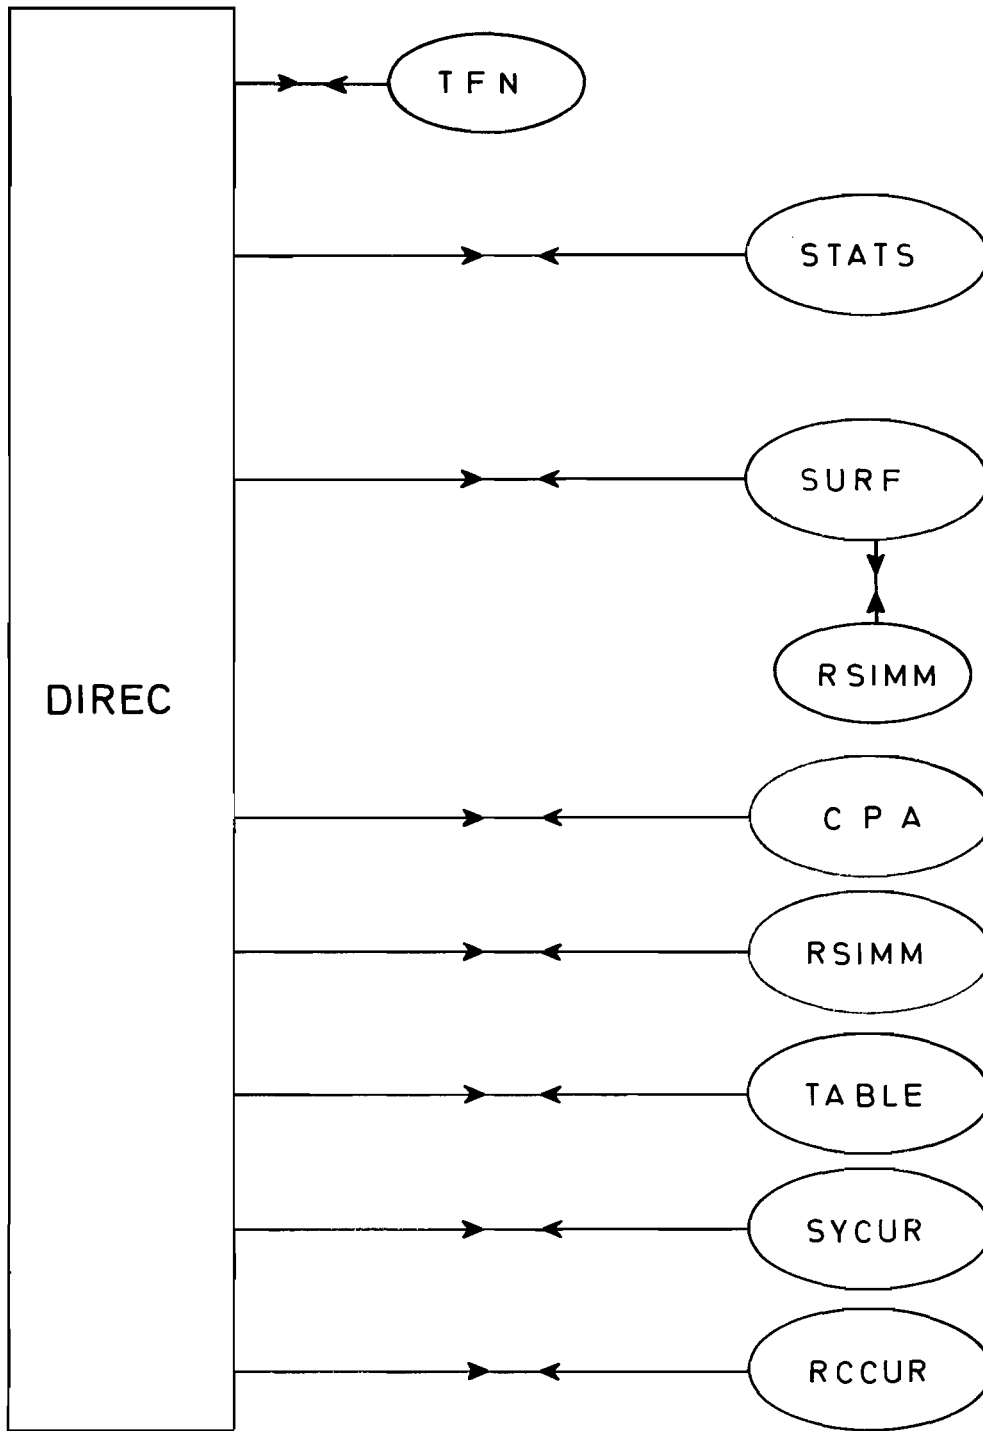 TFN
STATS
SURF
RSIMM
DIREC
CPA
RSIMM
TABLE
SYCUR
RCCUR